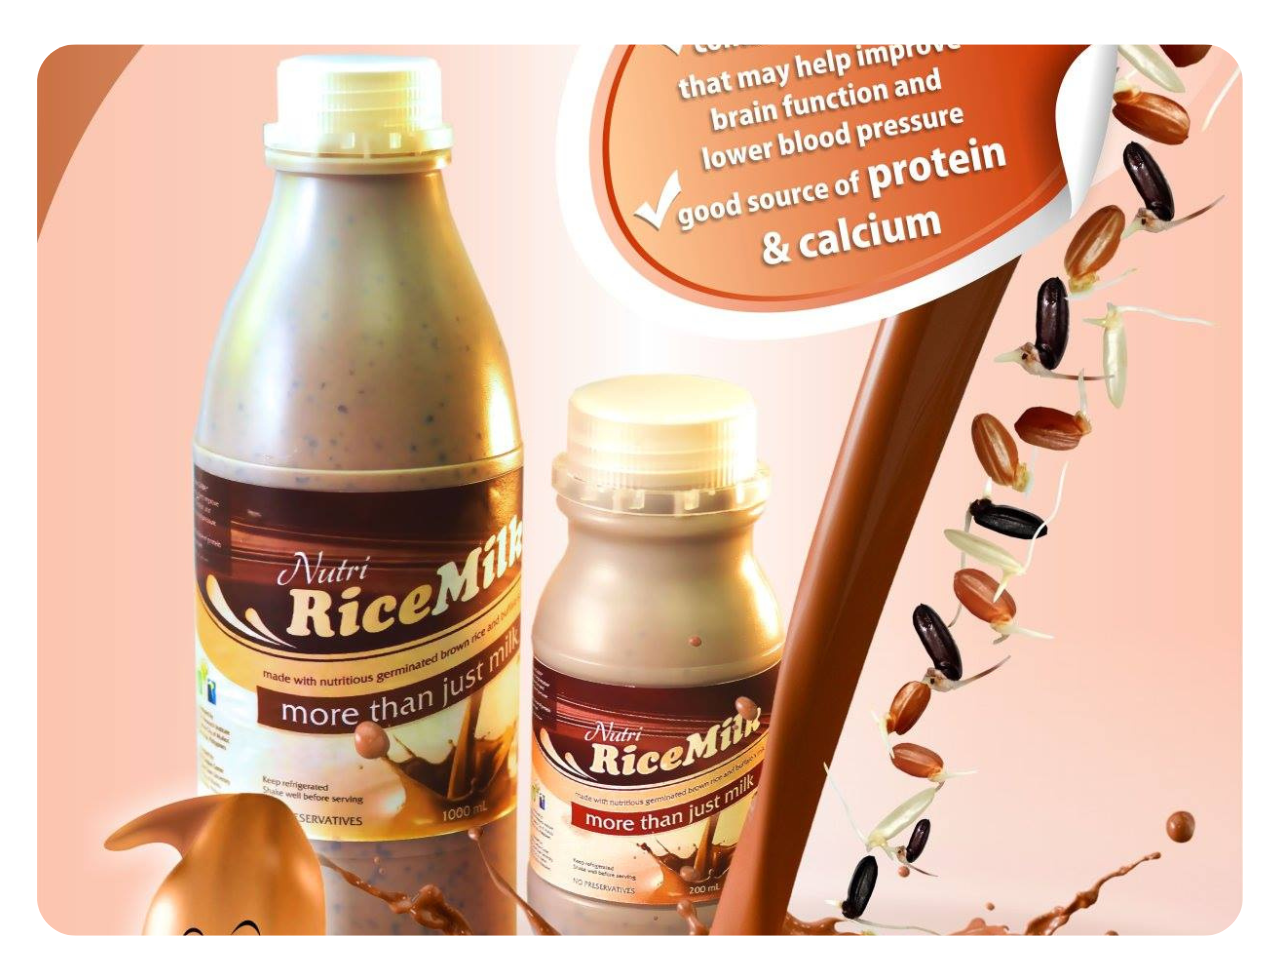 that may help improve
brain function and
lower blood pressure
good source of protein
& calcium
Nutri
RiceMilk
made with nutritious germinated brown rice and
more than just milk
Keep refrigerated
Shake well before serving
1000 mL
Nutri
RiceMilk
made with nutritious germinated brown rice and buffalo's
more than just milk
Keep refrigerated
Shake well before serving
NO PRESERVATIVES
200 mL